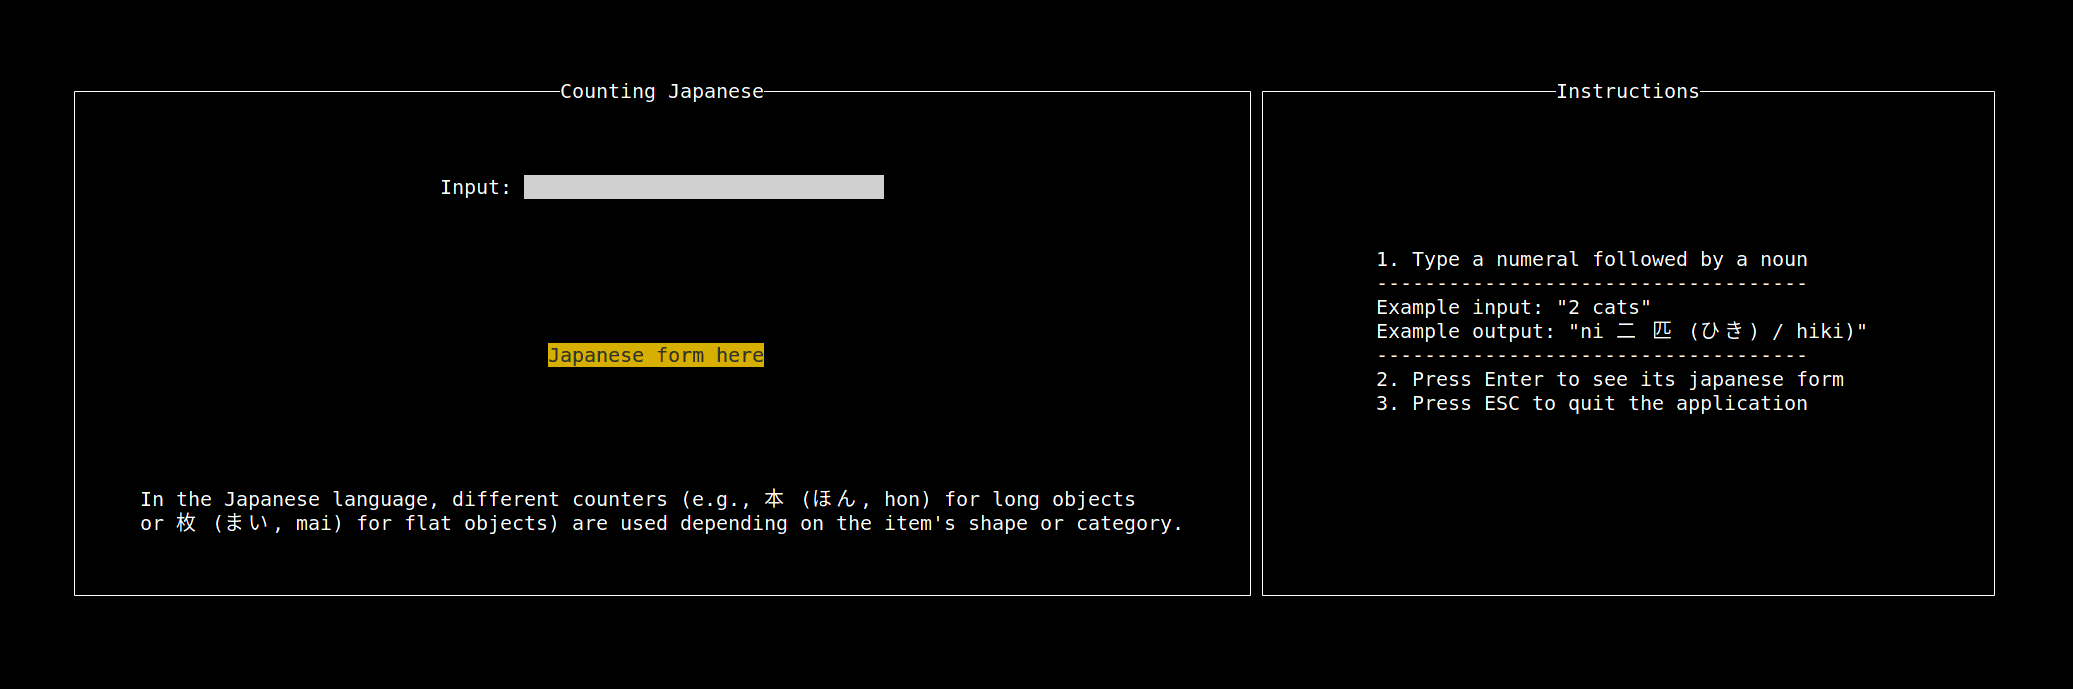 Counting Japanese
Input:
Japanese form here
In the Japanese language, different counters (e.g., 本 (ほん, hon) for long objects
or 枚 (まい, mai) for flat objects) are used depending on the item's shape or category.
Instructions
1. Type a numeral followed by a noun
------------------------------------
Example input: "2 cats"
Example output: "ni 二 匹 (ひき) / hiki)"
------------------------------------
2. Press Enter to see its japanese form
3. Press ESC to quit the application